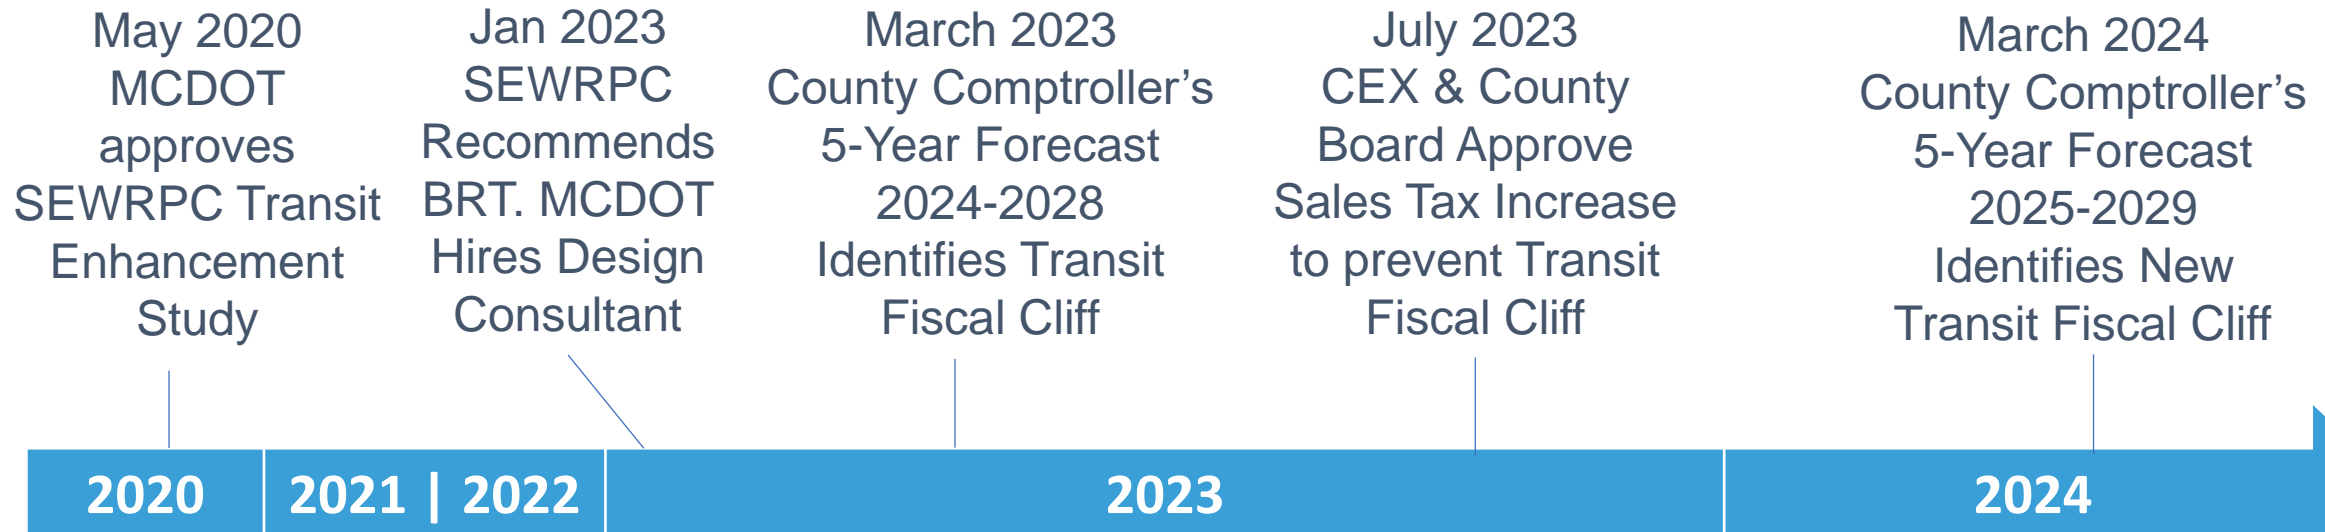 May 2020
MCDOT
approves
SEWRPC Transit
Enhancement
Study
Jan 2023
SEWRPC
Recommends
BRT. MCDOT
Hires Design
Consultant
March 2023
County Comptroller’s
5-Year Forecast
2024-2028
Identifies Transit
Fiscal Cliff
July 2023
CEX & County
Board Approve
Sales Tax Increase
to prevent Transit
Fiscal Cliff
March 2024
County Comptroller’s
5-Year Forecast
2025-2029
Identifies New
Transit Fiscal Cliff
2020
2021 | 2022
2023
2024